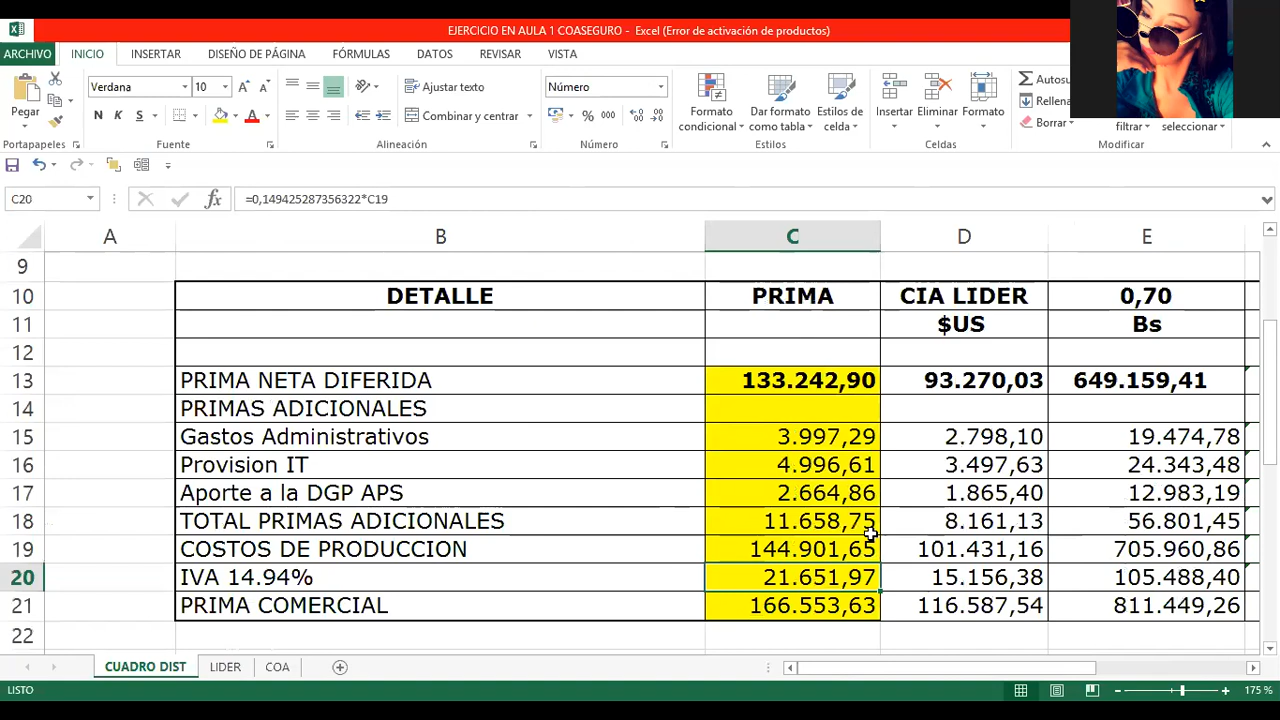 EJERCICIO EN AULA 1 COASEGURO - Excel (Error de activación de productos)
ARCHIVO INICIO INSERTAR DISEÑO DE PÁGINA FÓRMULAS DATOS REVISAR VISTA
Pegar
Verdana 10
N K S
Ajustar texto
Combinar y centrar
Número
% 000
Formato condicional
Dar formato como tabla
Estilos de celda
Insertar
Eliminar
Formato
Autosu
Rellena
Borrar
filtrar
seleccionar
Portapapeles Fuente Alineación Número Estilos Celdas Modificar
C20 fx =0,149425287356322*C19
A B C D E
9
10 DETALLE PRIMA CIA LIDER 0,70
11 $US Bs
12
13 PRIMA NETA DIFERIDA 133.242,90 93.270,03 649.159,41
14 PRIMAS ADICIONALES
15 Gastos Administrativos 3.997,29 2.798,10 19.474,78
16 Provision IT 4.996,61 3.497,63 24.343,48
17 Aporte a la DGP APS 2.664,86 1.865,40 12.983,19
18 TOTAL PRIMAS ADICIONALES 11.658,75 8.161,13 56.801,45
19 COSTOS DE PRODUCCION 144.901,65 101.431,16 705.960,86
20 IVA 14.94% 21.651,97 15.156,38 105.488,40
21 PRIMA COMERCIAL 166.553,63 116.587,54 811.449,26
22
CUADRO DIST LIDER COA
LISTO 175 %